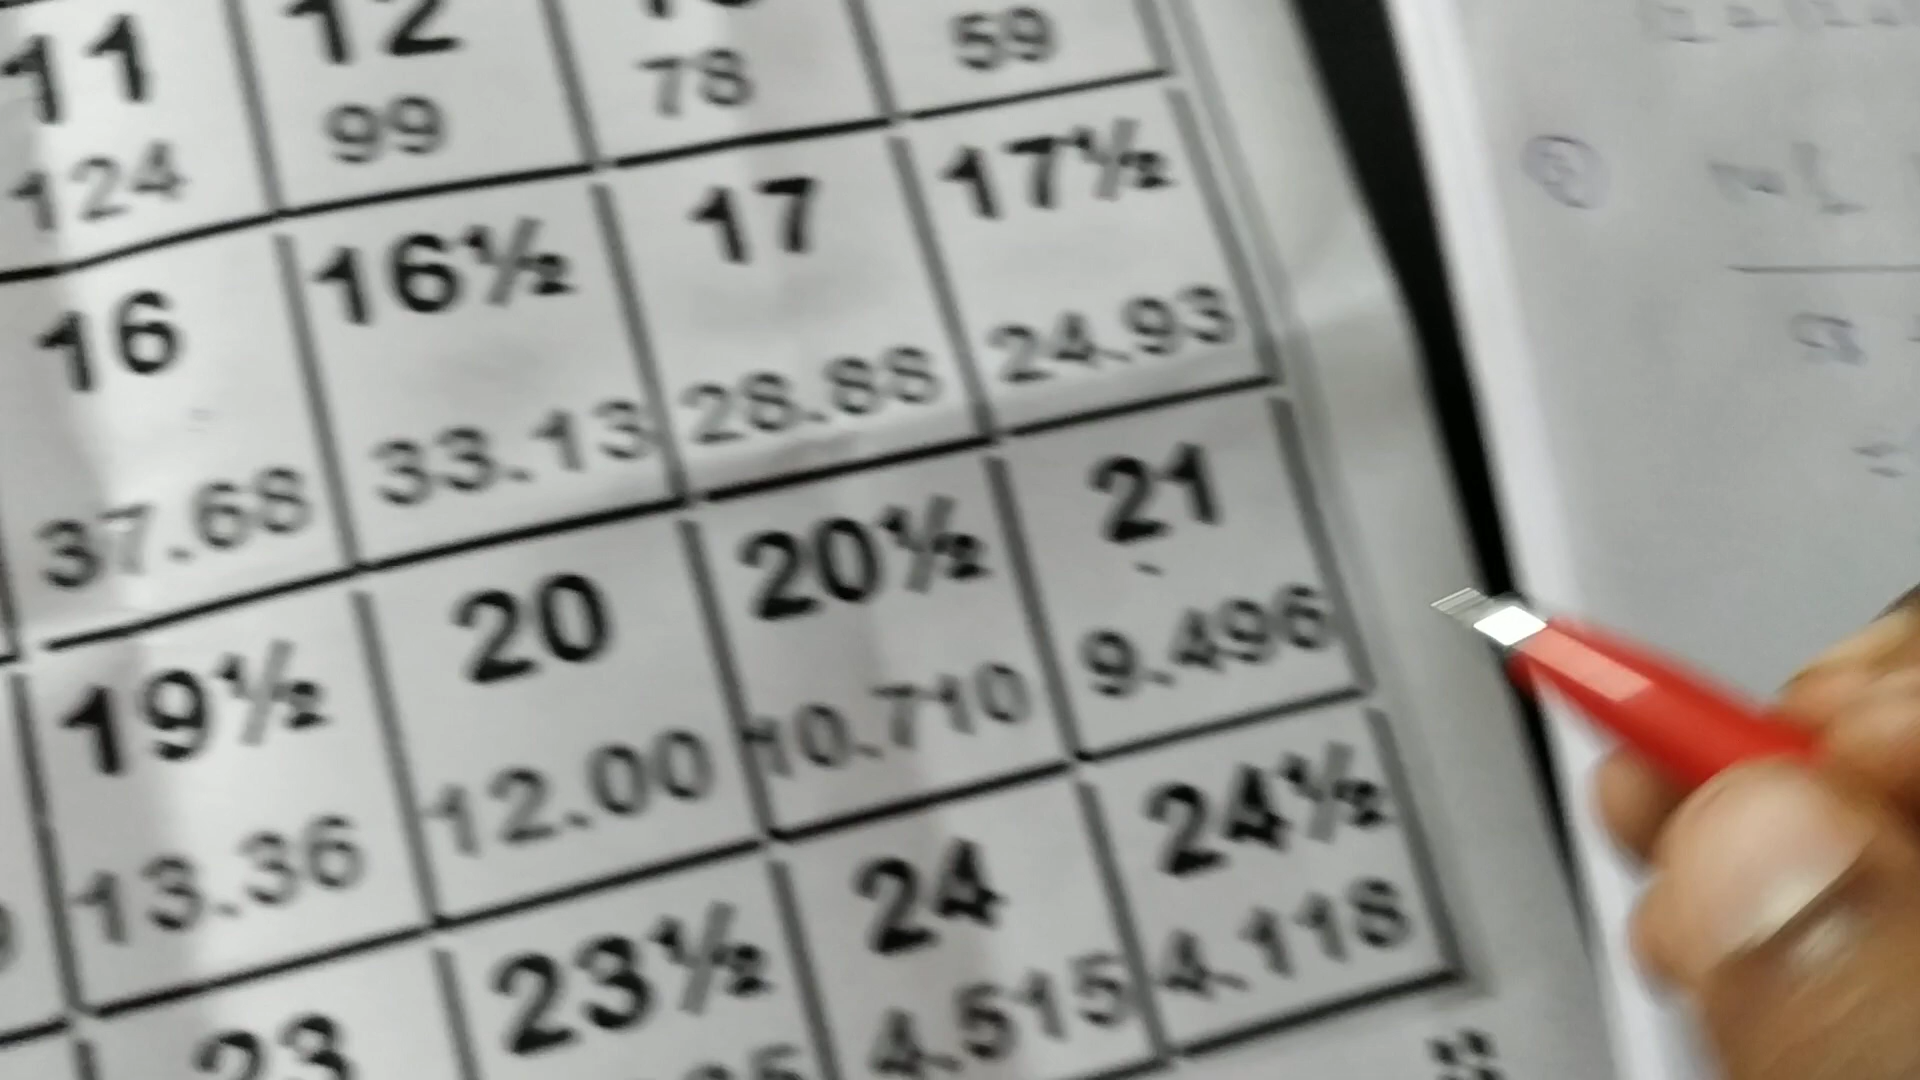 11 12
124 99 78 59
16 16½ 17 17½
37.68 33.13 28.88 24.93
19½ 20 20½ 21
13.36 12.00 10.710 9.496
23 23½ 24 24½
4.515 4.118